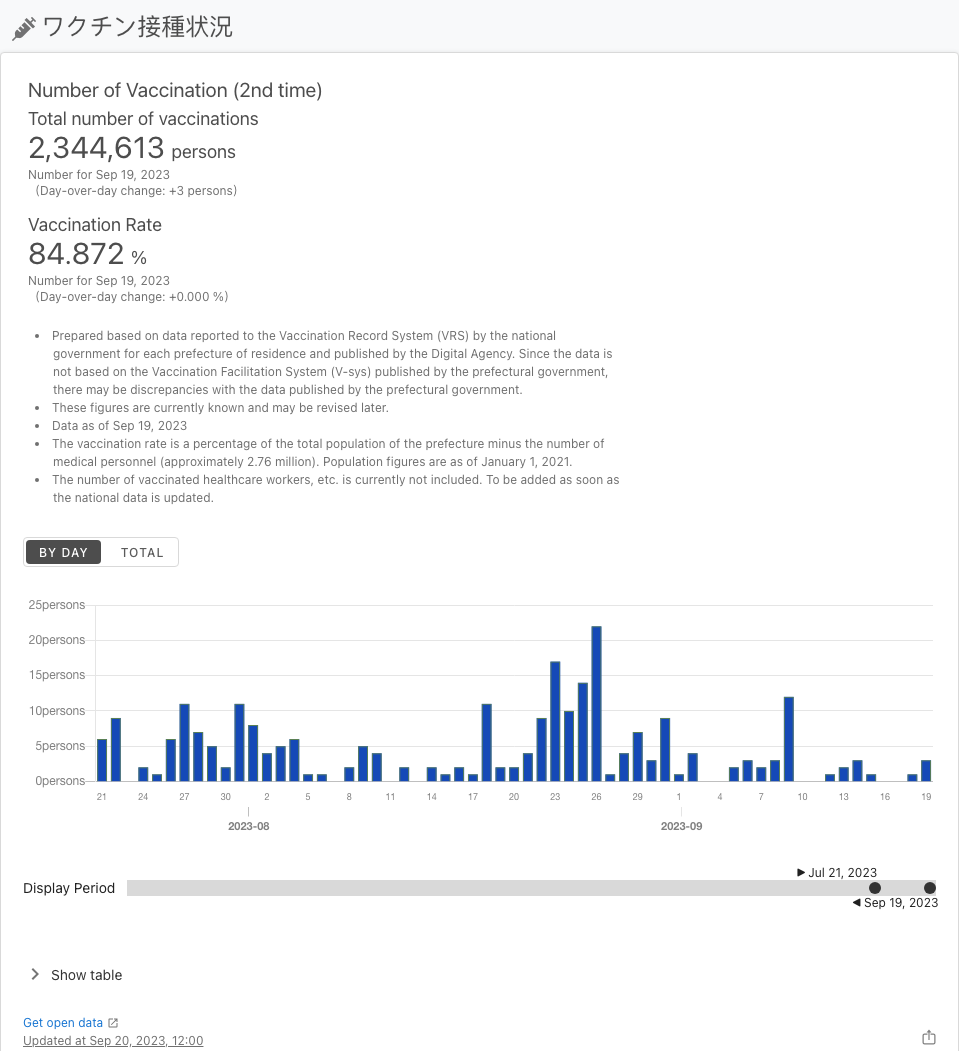 ワクチン接種状況
Number of Vaccination (2nd time)
Total number of vaccinations
2,344,613 persons
Number for Sep 19, 2023
(Day-over-day change: +3 persons)
Vaccination Rate
84.872 %
Number for Sep 19, 2023
(Day-over-day change: +0.000 %)
• Prepared based on data reported to the Vaccination Record System (VRS) by the national
government for each prefecture of residence and published by the Digital Agency. Since the data is
not based on the Vaccination Facilitation System (V-sys) published by the prefectural government,
there may be discrepancies with the data published by the prefectural government.
• These figures are currently known and may be revised later.
• Data as of Sep 19, 2023
• The vaccination rate is a percentage of the total population of the prefecture minus the number of
medical personnel (approximately 2.76 million). Population figures are as of January 1, 2021.
• The number of vaccinated healthcare workers, etc. is currently not included. To be added as soon as
the national data is updated.
BY DAY TOTAL
25persons
20persons
15persons
10persons
5persons
0persons
21 24 27 30 2 5 8 11 14 17 20 23 26 29 1 4 7 10 13 16 19
2023-08 2023-09
Jul 21, 2023
Display Period
Sep 19, 2023
Show table
Get open data
Updated at Sep 20, 2023, 12:00